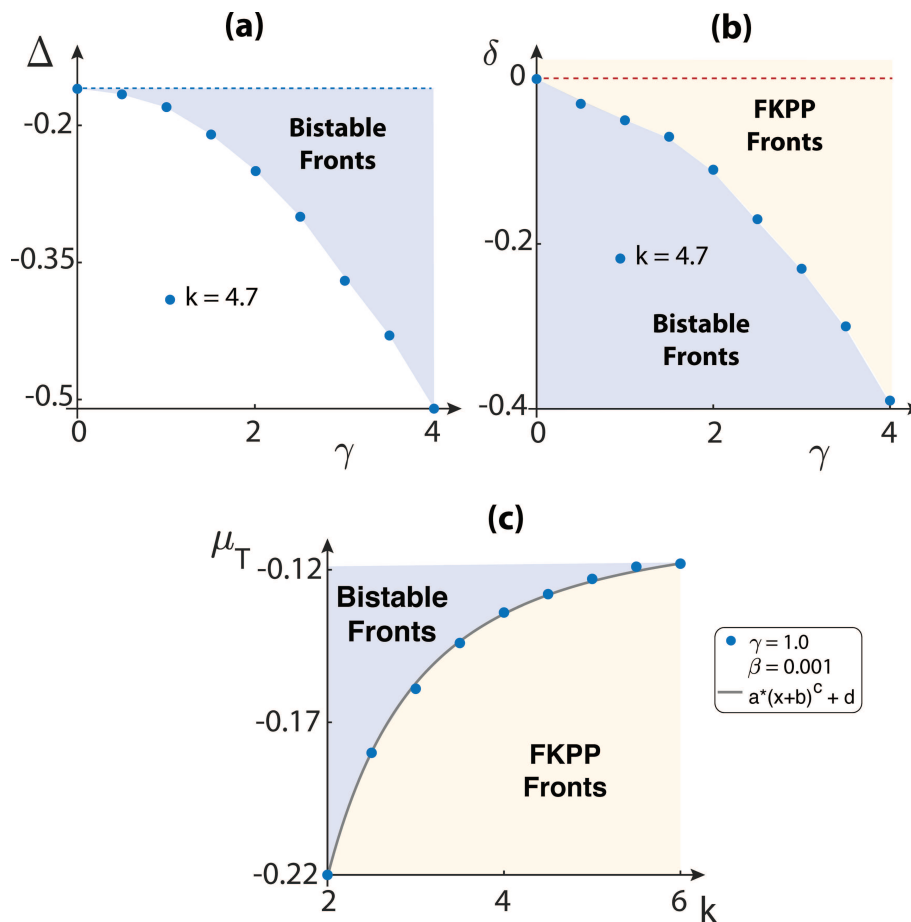 (a)
Δ
-0.2
-0.35
-0.5
Bistable
Fronts
k = 4.7
0
2
4
γ
(b)
δ
0
-0.2
-0.4
FKPP
Fronts
k = 4.7
Bistable
Fronts
0
2
4
γ
(c)
μT
-0.12
-0.17
-0.22
Bistable
Fronts
FKPP
Fronts
2
4
6
k
γ = 1.0
β = 0.001
a*(x+b)^c + d